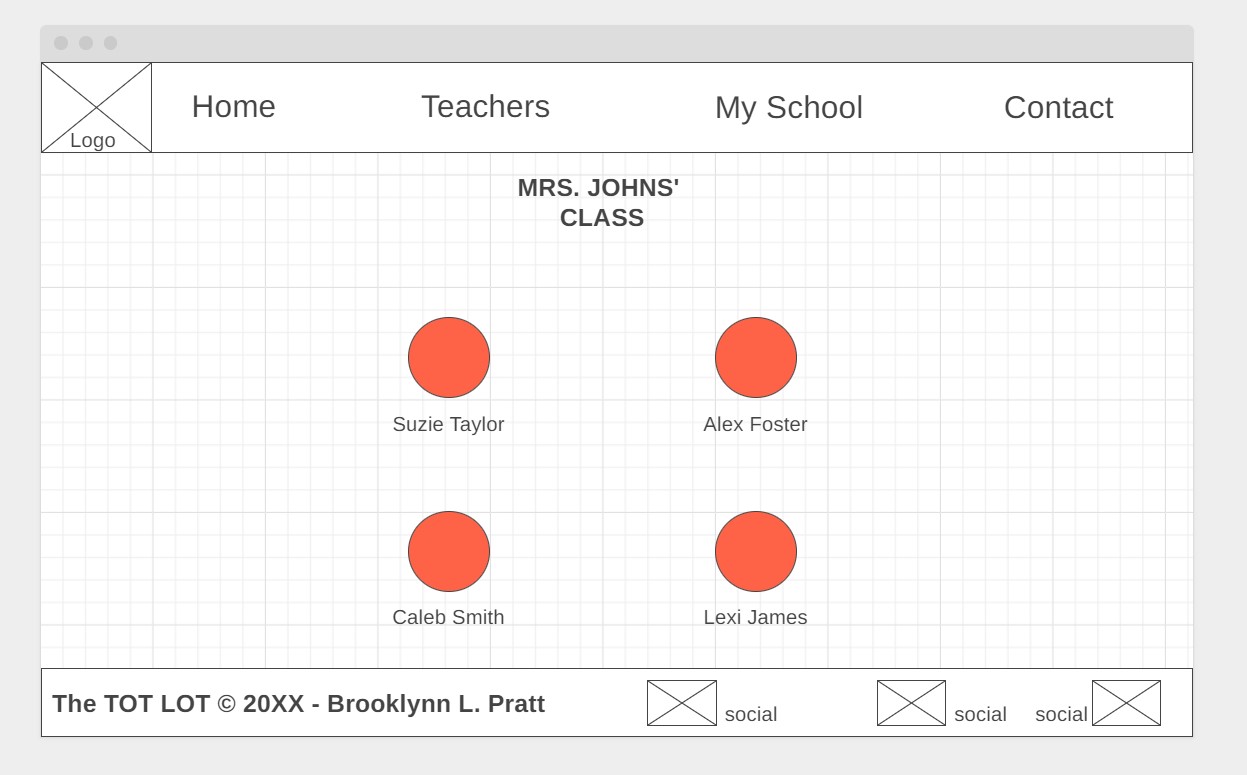 Logo
Home
Teachers
My School
Contact
MRS. JOHNS'
CLASS
Suzie Taylor
Alex Foster
Caleb Smith
Lexi James
The TOT LOT © 20XX - Brooklynn L. Pratt
social
social
social